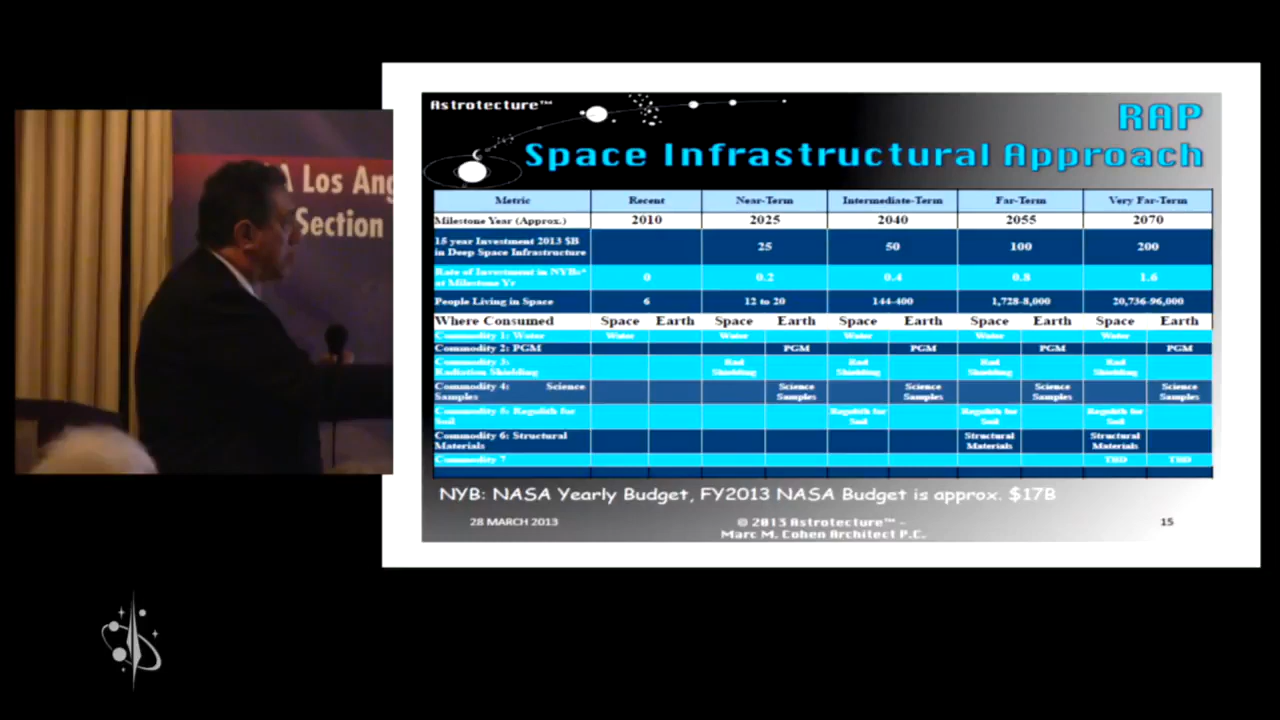 A Los Ang
Section
Astrotecture™
RAP
Space Infrastructural Approach
Metric Recent Near-Term Intermediate-Term Far-Term Very Far-Term
Milestone Year (Approx.) 2010 2025 2040 2055 2070
15 year Investment 2013 $B
in Deep Space Infrastructure 25 50 100 200
Rate of Investment in NYBs*
at Milestone Yr 0 0.2 0.4 0.8 1.6
People Living in Space 6 12 to 20 144-400 1,728-8,000 20,736-96,000
Where Consumed Space Earth Space Earth Space Earth Space Earth Space Earth
Commodity 1: Water Water Water Water Water Water
Commodity 2: PGM PGM PGM PGM PGM
Commodity 3: Rad Rad Rad Rad
Radiation Shielding Shielding Shielding Shielding Shielding
Commodity 4: Science Science Science Science Science
Samples Samples Samples Samples Samples
Commodity 5: Regolith for Regolith for Regolith for Regolith for
Soil Soil Soil Soil
Commodity 6: Structural Structural Structural
Materials Materials Materials
Commodity 7 TBD TBD
NYB: NASA Yearly Budget, FY2013 NASA Budget is approx. $17B
28 MARCH 2013
© 2013 Astrotecture™ -
Marc M. Cohen Architect P.C.
15